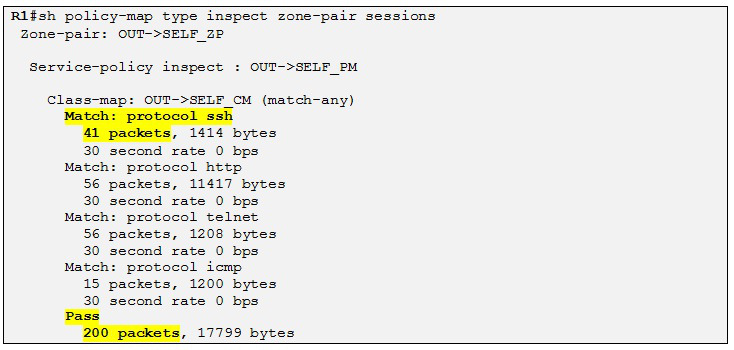 R1#sh policy-map type inspect zone-pair sessions
Zone-pair: OUT->SELF_ZP
Service-policy inspect : OUT->SELF_PM
Class-map: OUT->SELF_CM (match-any)
Match: protocol ssh
41 packets, 1414 bytes
30 second rate 0 bps
Match: protocol http
56 packets, 11417 bytes
30 second rate 0 bps
Match: protocol telnet
56 packets, 1208 bytes
30 second rate 0 bps
Match: protocol icmp
15 packets, 1200 bytes
30 second rate 0 bps
Pass
200 packets, 17799 bytes